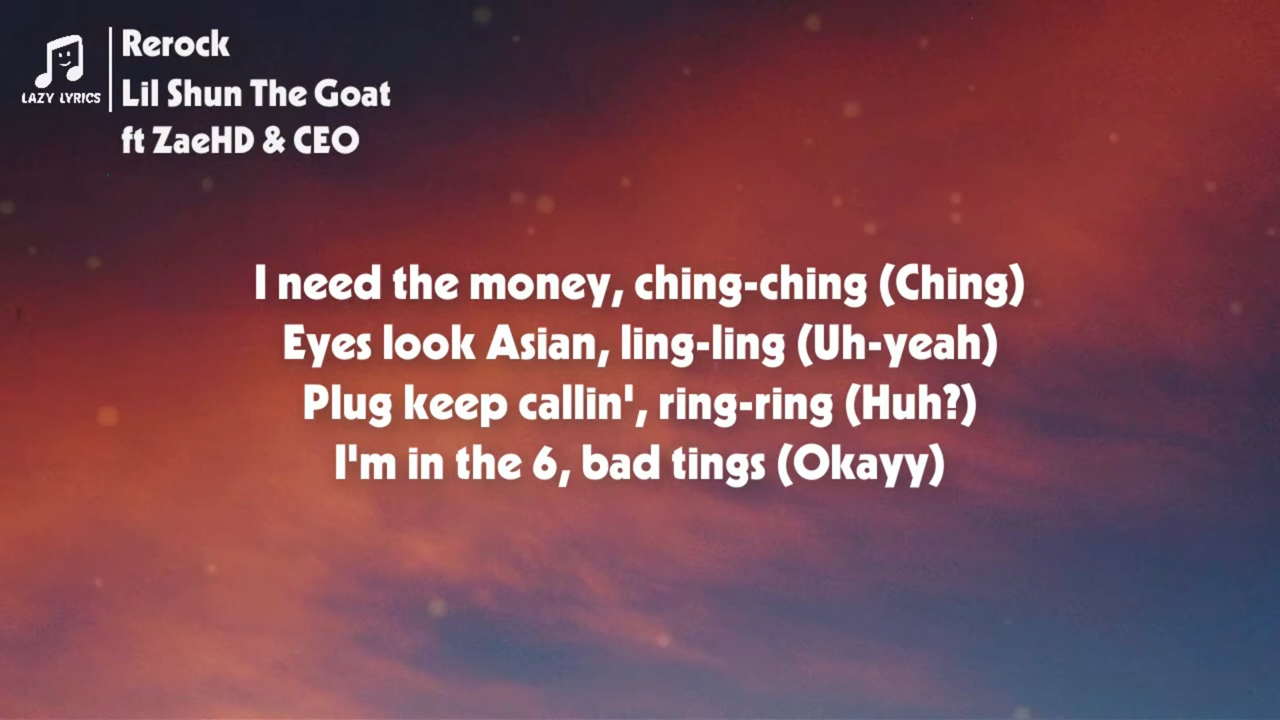 LAZY LYRICS
Rerock
Lil Shun The Goat
ft ZaeHD & CEO
I need the money, ching-ching (Ching)
Eyes look Asian, ling-ling (Uh-yeah)
Plug keep callin', ring-ring (Huh?)
I'm in the 6, bad tings (Okayy)